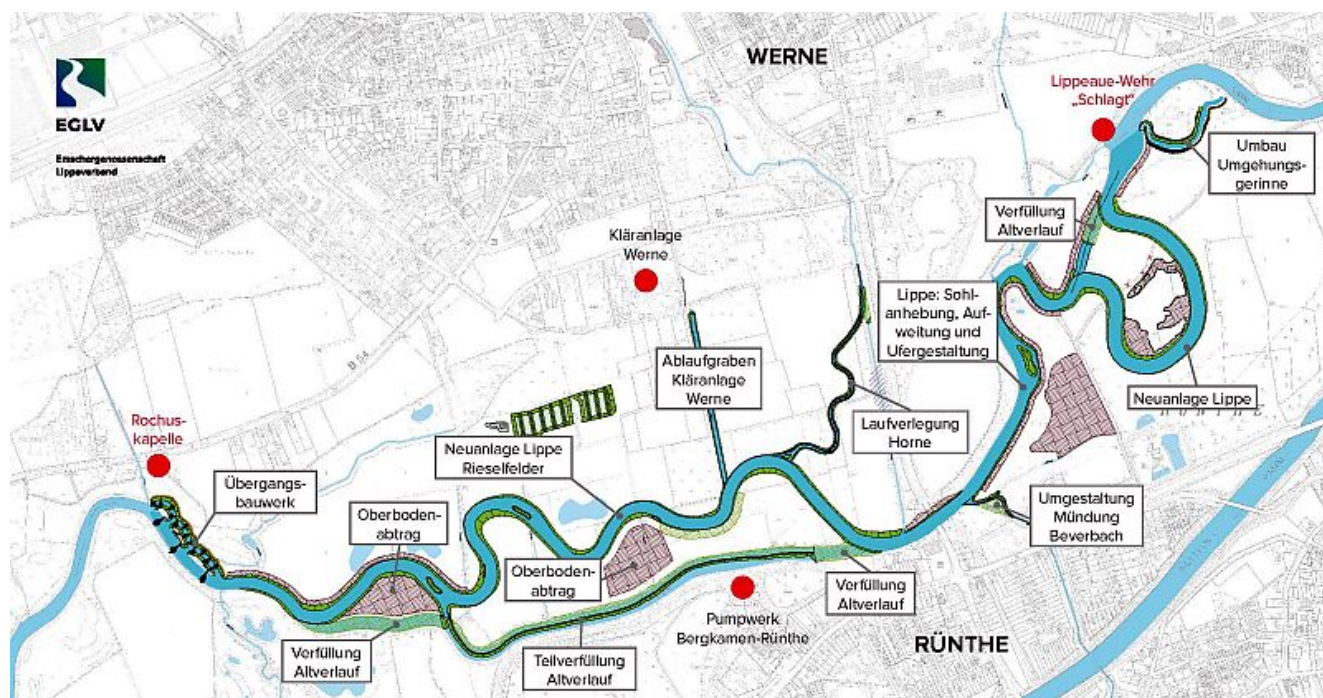 WERNE
EGLV
Emschergenossenschaft
Lippeverband
Lippeaue-Wehr
„Schlagt“
Umbau
Umgehungs-
gerinne
Verfüllung
Altverlauf
Kläranlage
Werne
Lippe: Sohl-
anhebung, Auf-
weitung und
Ufergestaltung
B 54
Ablaufgraben
Kläranlage
Werne
Neuanlage Lippe
Laufverlegung
Horne
Rochus-
kapelle
Neuanlage Lippe
Rieselfelder
Übergangs-
bauwerk
Oberboden-
abtrag
Umgestaltung
Mündung
Beverbach
Oberboden-
abtrag
Verfüllung
Altverlauf
Pumpwerk
Bergkamen-Rünthe
RÜNTHE
Verfüllung
Altverlauf
Teilverfüllung
Altverlauf